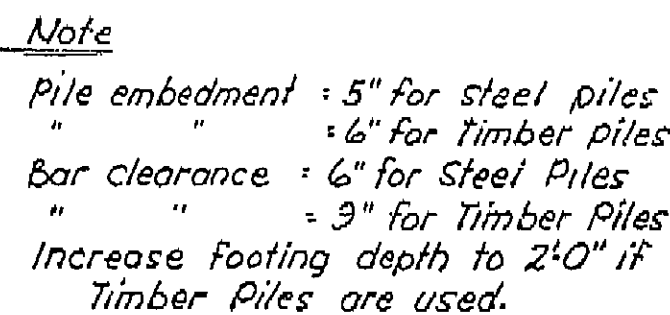 Note
Pile embedment = 5" for steel piles
" " = 6" for Timber piles
Bar clearance = 6" for Steel Piles
" " = 9" for Timber Piles
Increase footing depth to 2'-0" if
Timber Piles are used.